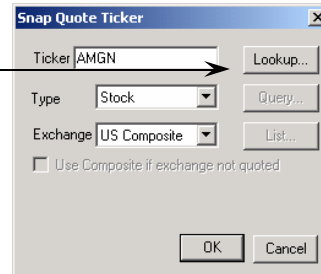 Snap Quote Ticker
Ticker AMGN Lookup...
Type Stock Query...
Exchange US Composite List...
Use Composite if exchange not quoted
OK Cancel